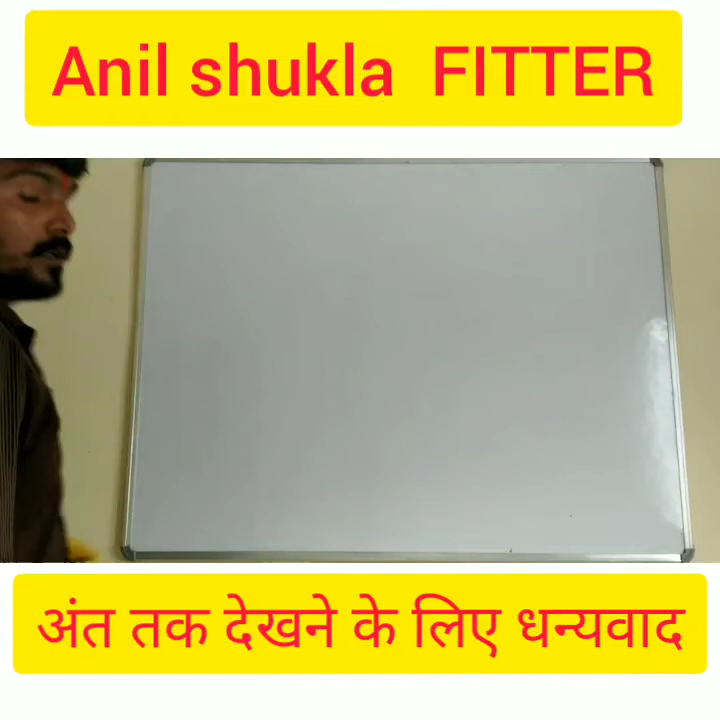 Anil shukla FITTER
अंत तक देखने के लिए धन्यवाद